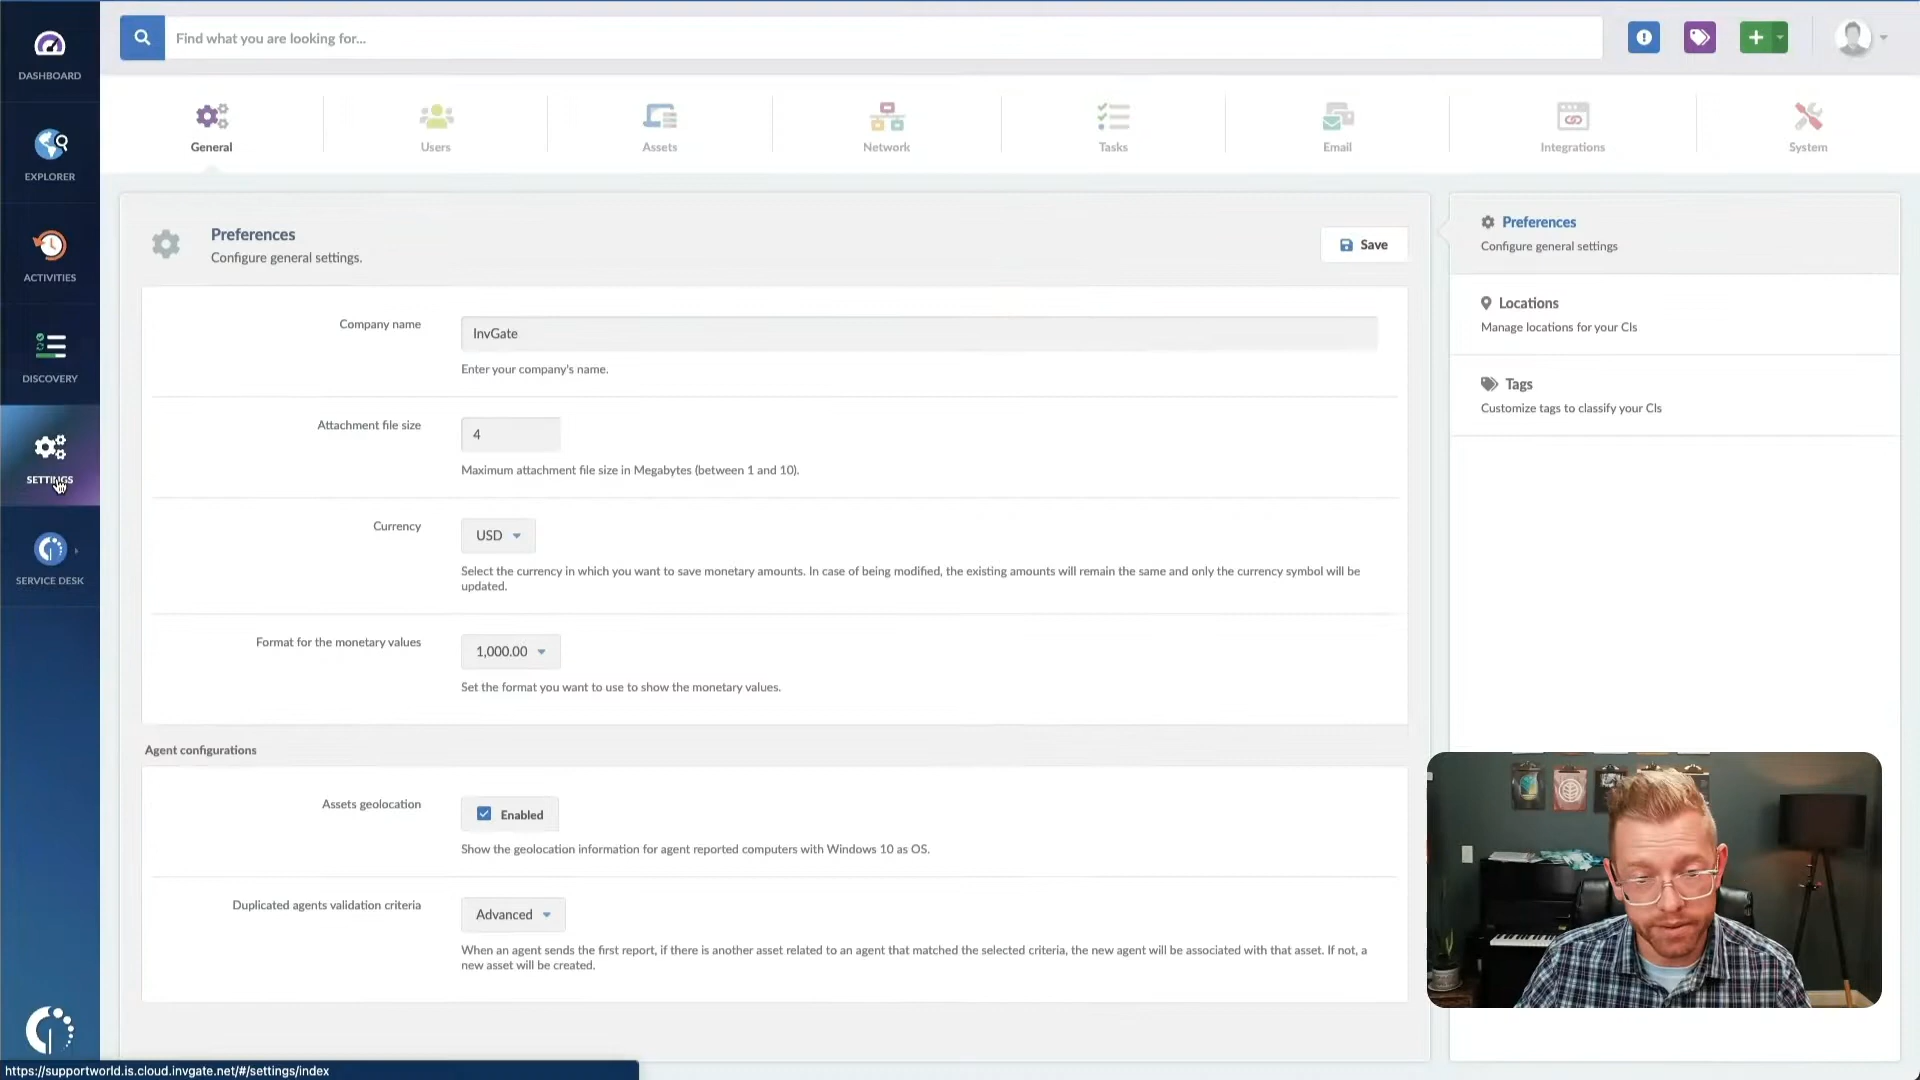 DASHBOARD
EXPLORER
ACTIVITIES
DISCOVERY
SETTINGS
SERVICE DESK
Find what you are looking for...
General
Users
Assets
Network
Tasks
Email
Integrations
System
Preferences
Configure general settings.
Save
Company name
InvGate
Enter your company's name.
Attachment file size
4
Maximum attachment file size in Megabytes (between 1 and 10).
Currency
USD
Select the currency in which you want to save monetary amounts. In case of being modified, the existing amounts will remain the same and only the currency symbol will be
updated.
Format for the monetary values
1,000.00
Set the format you want to use to show the monetary values.
Agent configurations
Assets geolocation
Enabled
Show the geolocation information for agent reported computers with Windows 10 as OS.
Duplicated agents validation criteria
Advanced
When an agent sends the first report, if there is another asset related to an agent that matched the selected criteria, the new agent will be associated with that asset. If not, a
new asset will be created.
Preferences
Configure general settings
Locations
Manage locations for your CIs
Tags
Customize tags to classify your CIs
https://supportworld.is.cloud.invgate.net/#/settings/index